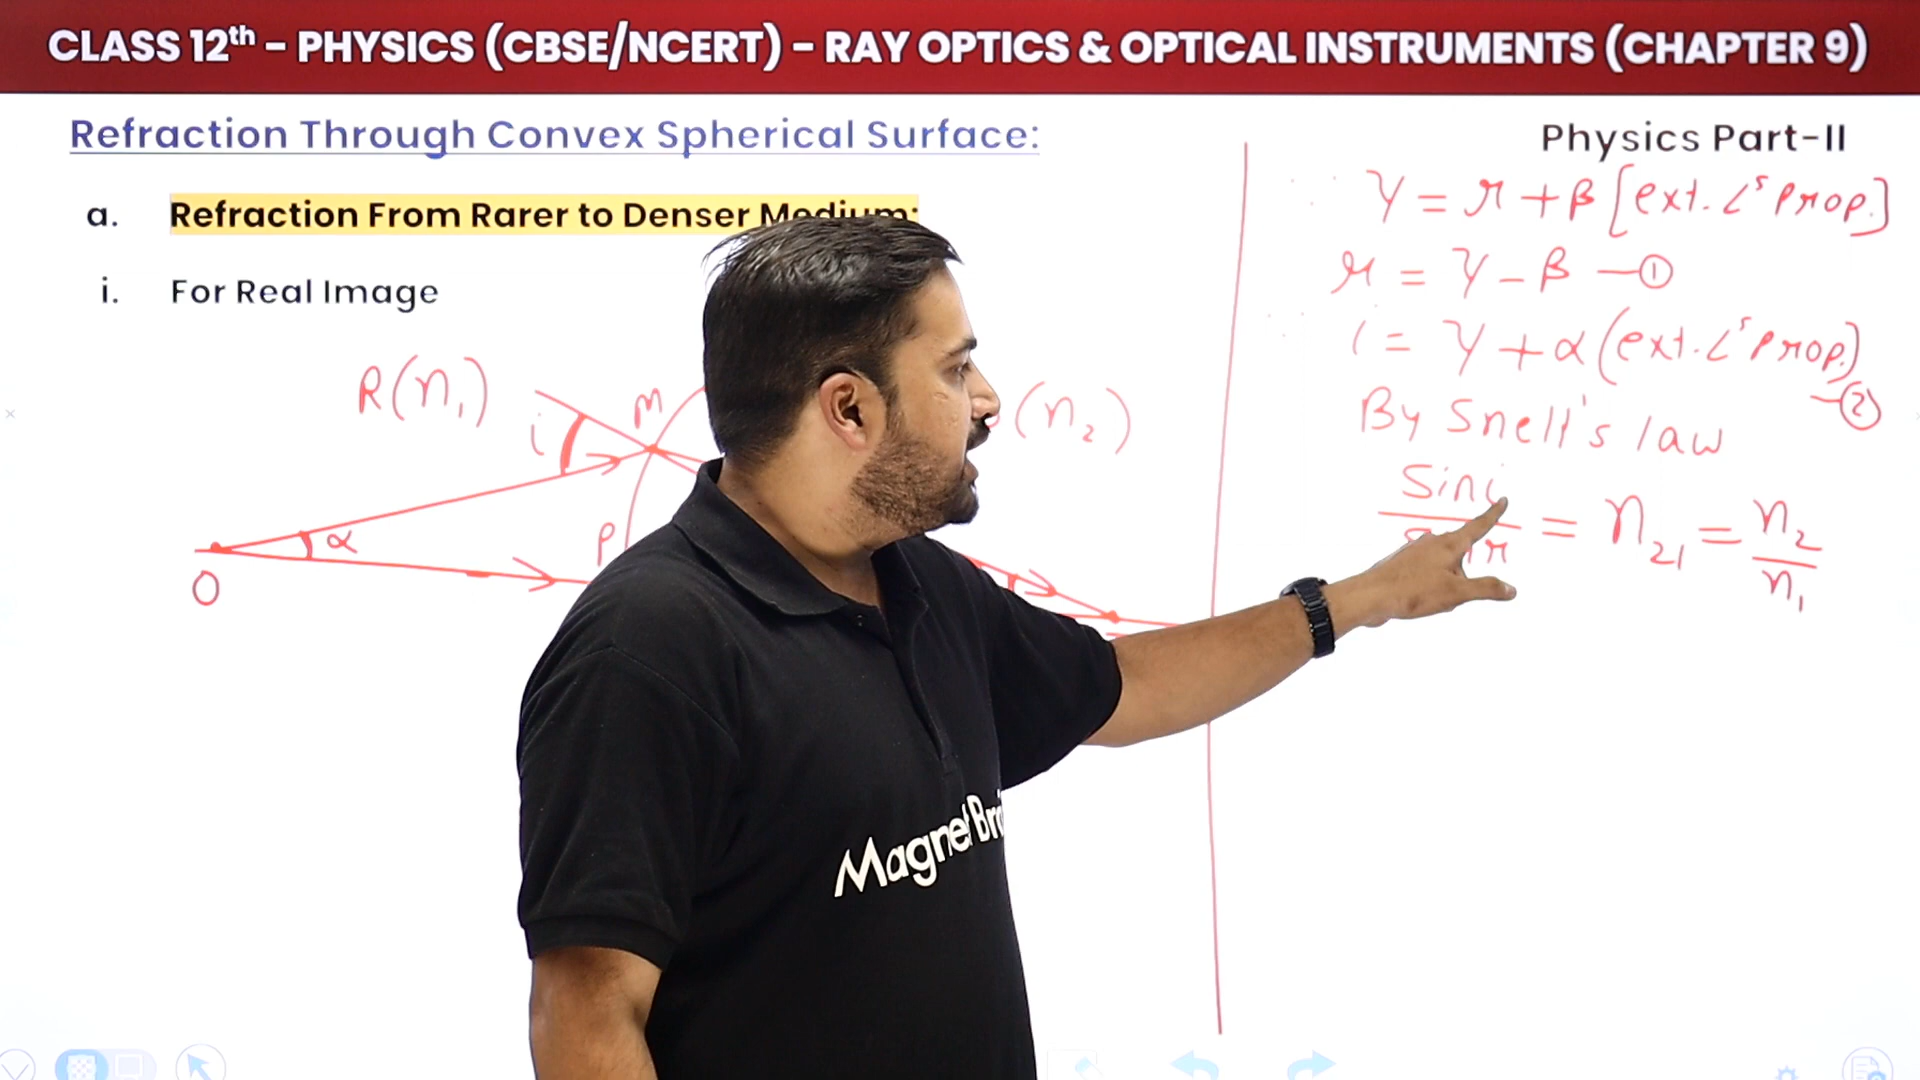 CLASS 12th – PHYSICS (CBSE/NCERT) – RAY OPTICS & OPTICAL INSTRUMENTS (CHAPTER 9)
Refraction Through Convex Spherical Surface:
Physics Part-II
a. Refraction From Rarer to Denser Medium:
i. For Real Image
R(n₁)
i
M
(n₂)
α
P
O
γ = r + β [ext. ∠ˢ prop.]
r = γ – β —①
i = γ + α (ext. ∠ˢ prop.)
—②
By Snell's law
Sin i / r = n₂₁ = n₂/n₁
Magnet